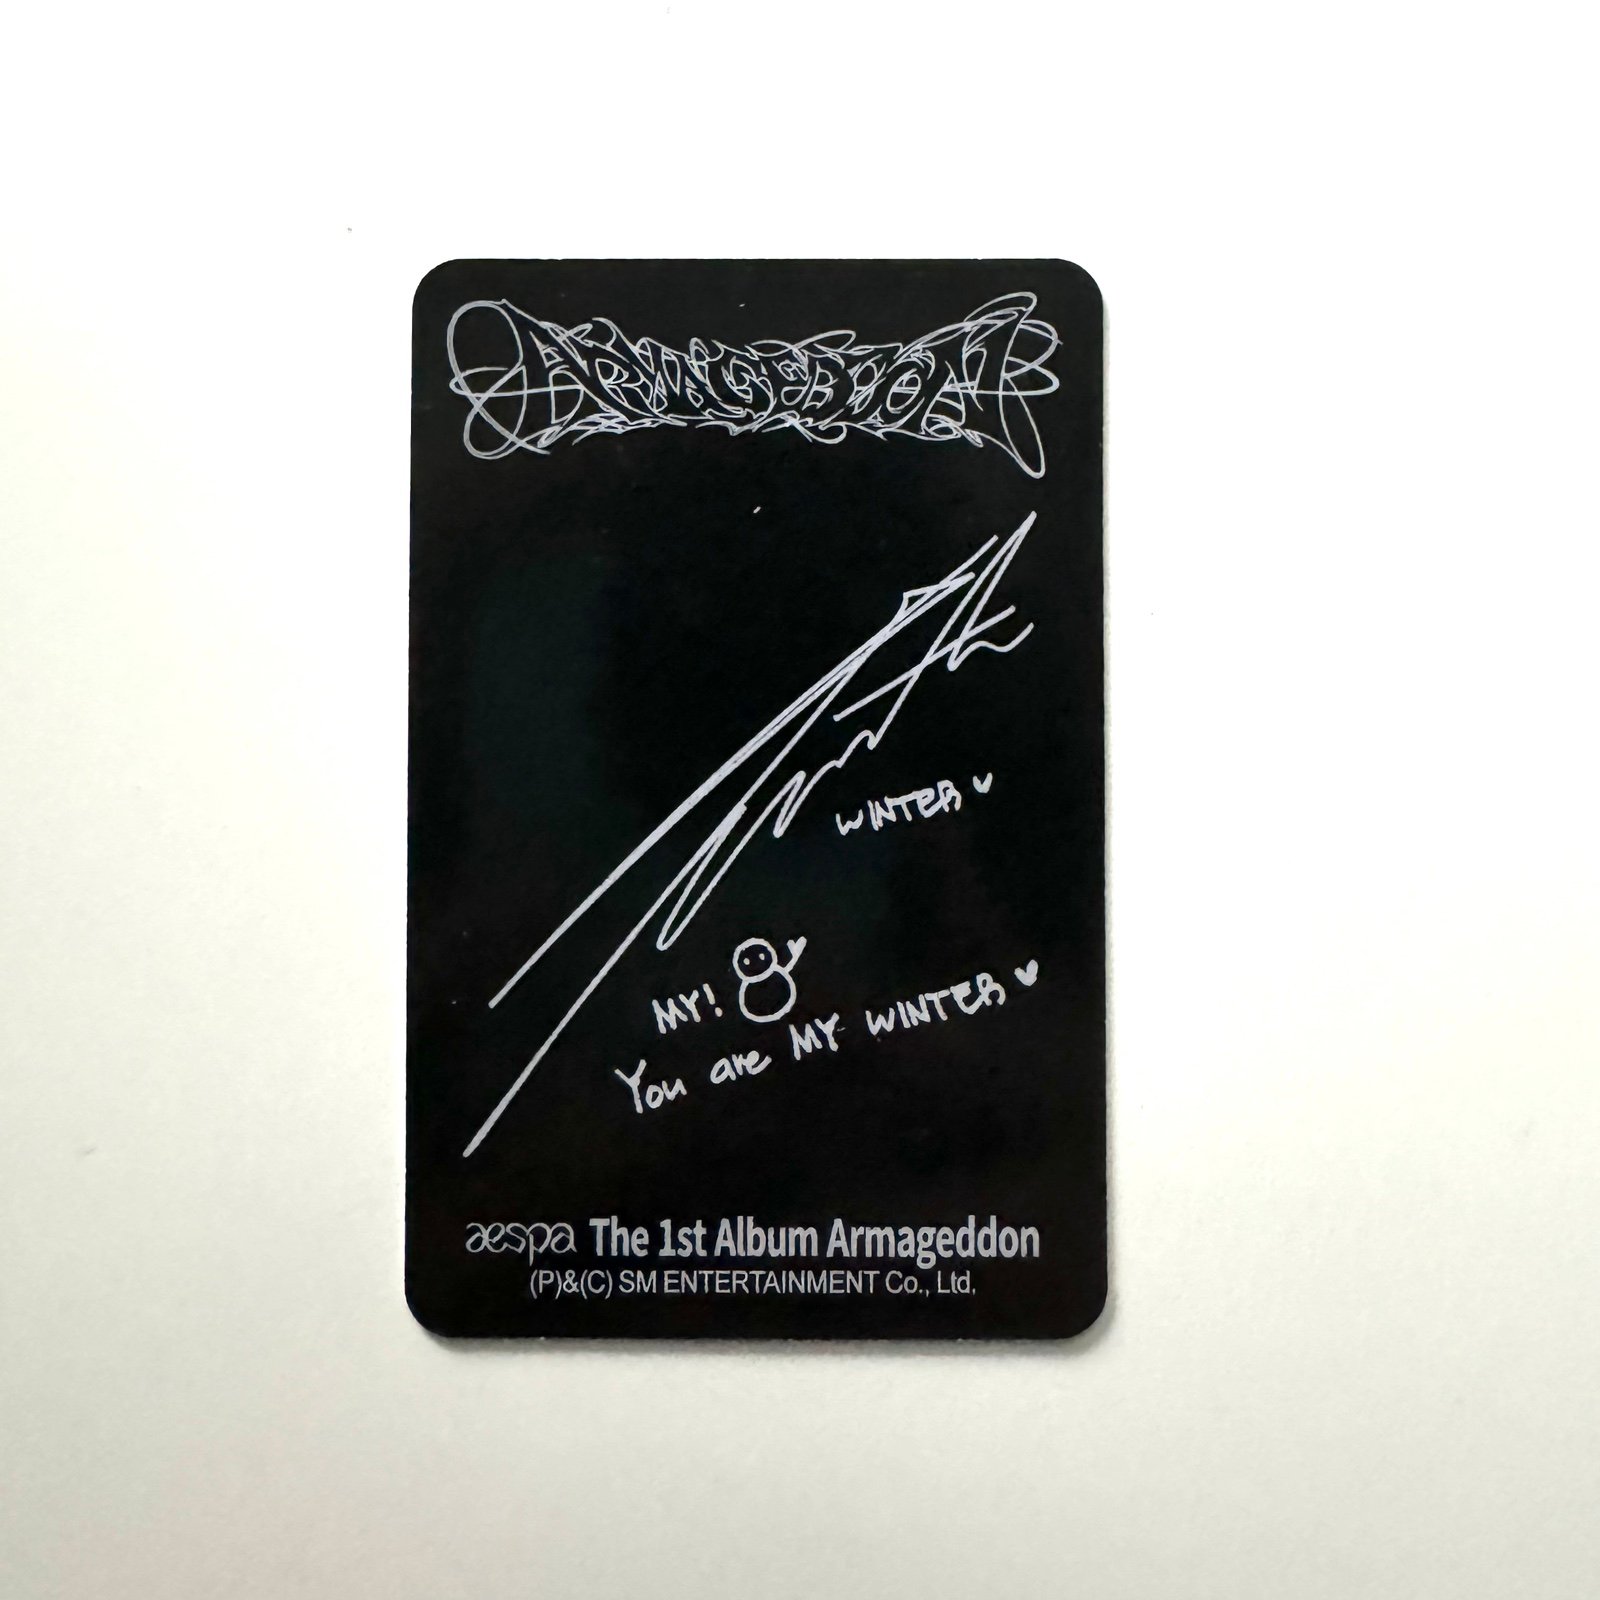 ARMAGEDDON
WINTER
MY!
You are MY WINTER
aespa The 1st Album Armageddon
(P)&(C) SM ENTERTAINMENT Co., Ltd.